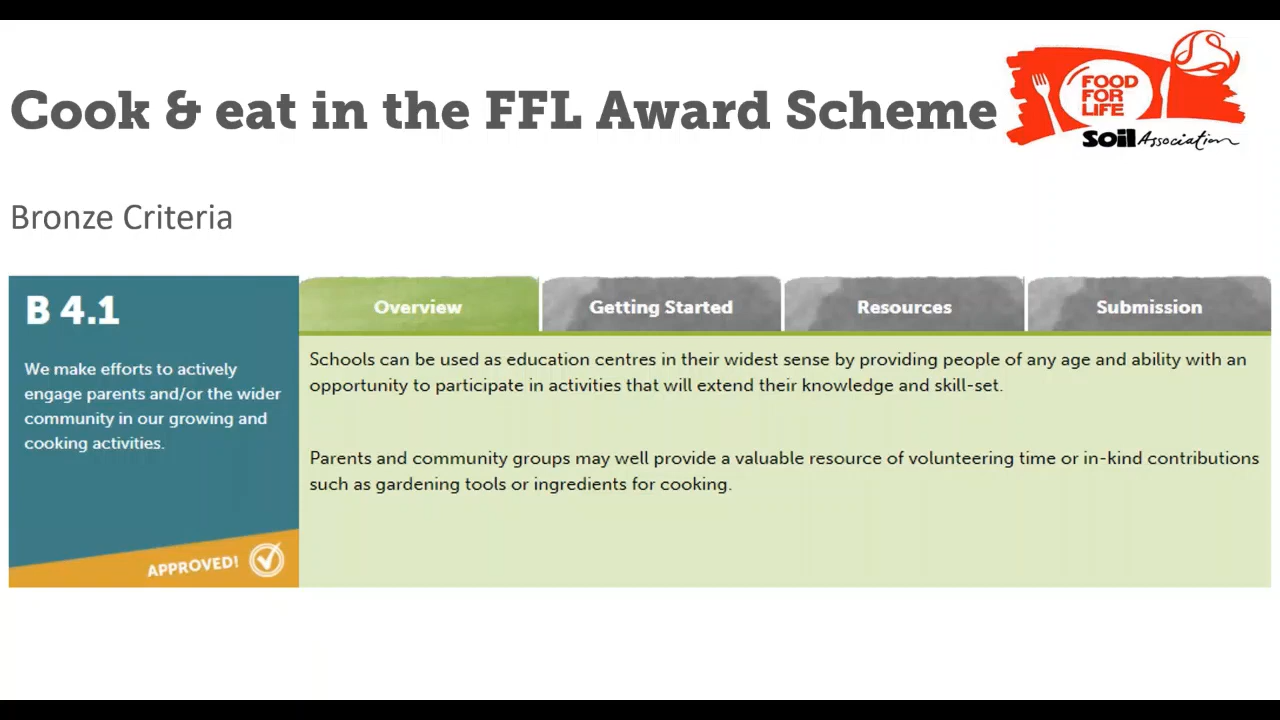 Cook & eat in the FFL Award Scheme
FOOD
FOR
LIFE
Soil Association
Bronze Criteria
B 4.1
We make efforts to actively
engage parents and/or the wider
community in our growing and
cooking activities.
APPROVED!
Overview
Getting Started
Resources
Submission
Schools can be used as education centres in their widest sense by providing people of any age and ability with an
opportunity to participate in activities that will extend their knowledge and skill-set.
Parents and community groups may well provide a valuable resource of volunteering time or in-kind contributions
such as gardening tools or ingredients for cooking.